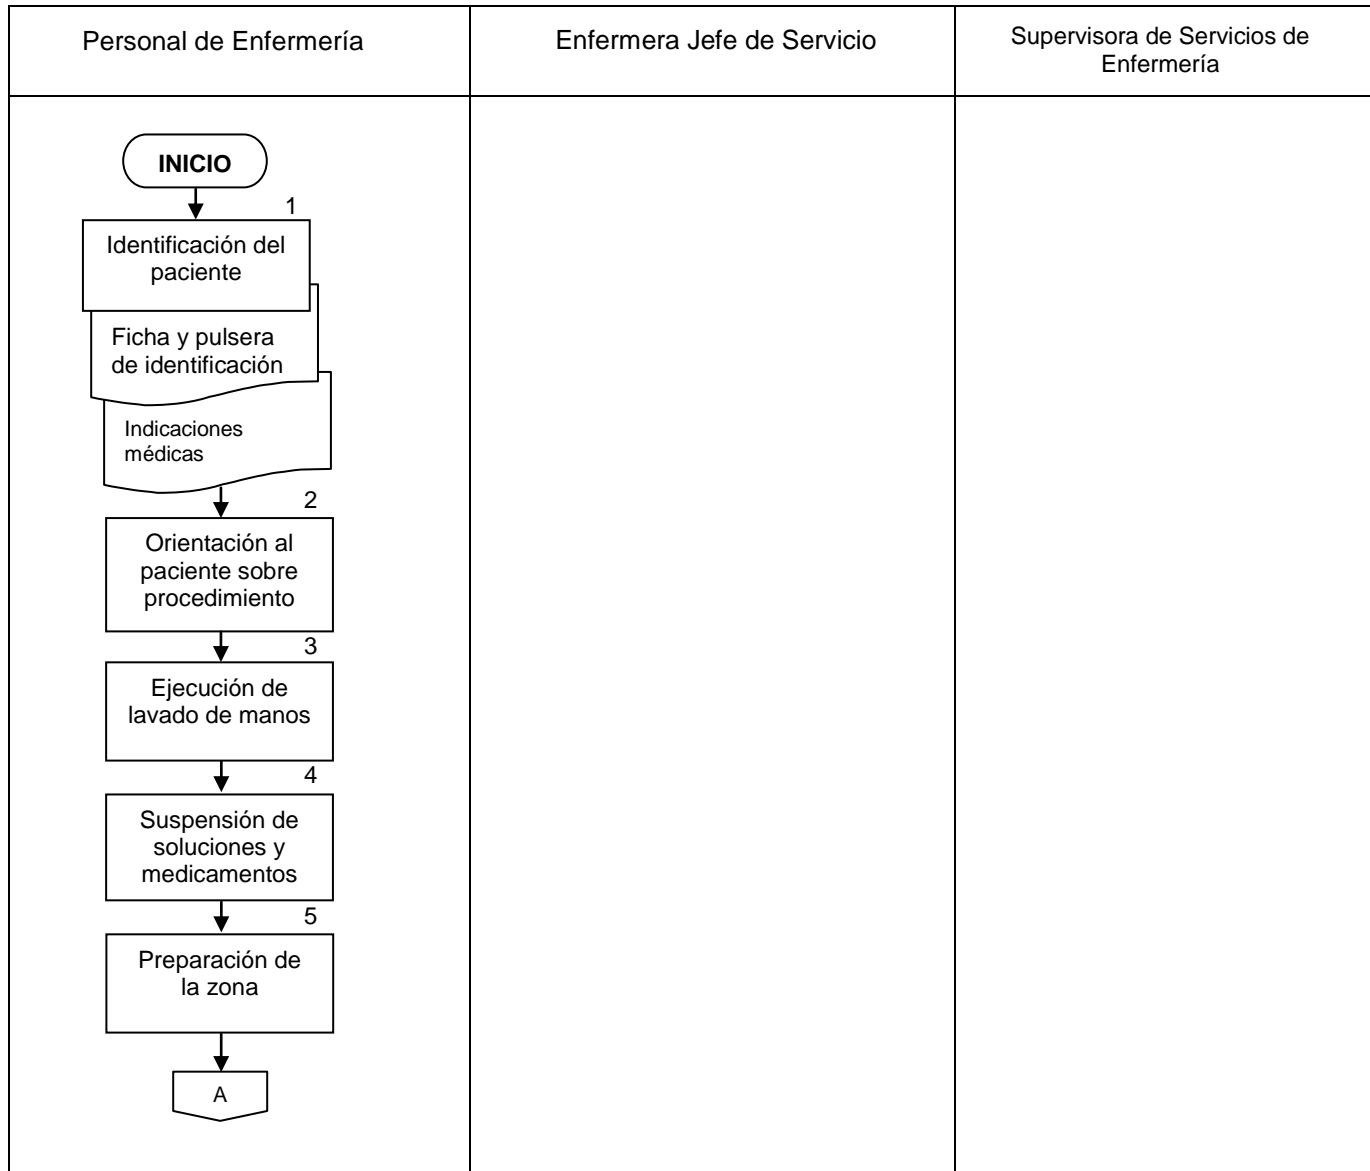 Personal de Enfermería
Enfermera Jefe de Servicio
Supervisora de Servicios de
Enfermería
INICIO
1
Identificación del
paciente
Ficha y pulsera
de identificación
Indicaciones
médicas
2
Orientación al
paciente sobre
procedimiento
3
Ejecución de
lavado de manos
4
Suspensión de
soluciones y
medicamentos
5
Preparación de
la zona
A